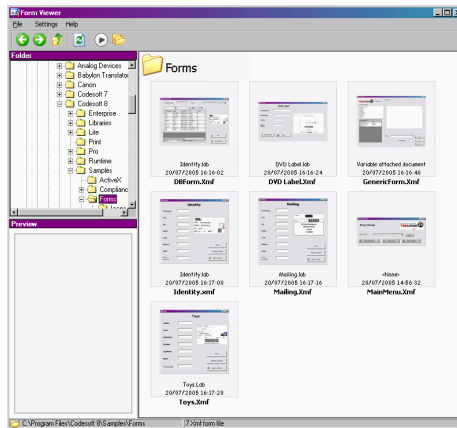 Form Viewer
File Settings Help
Folder
Analog Devices
Babylon Translator
Canon
Codesoft 7
Codesoft 8
Enterprise
Libraries
Lite
Print
Pro
Runtime
Samples
ActiveX
Complianc
Forms
Preview
Forms
Identity.lab
20/07/2005 16:16:02
DBForm.Xmf
DVD Label
DVD Label.lab
20/07/2005 16:16:24
DVD Label.Xmf
Variable attached document
20/07/2005 16:16:40
GenericForm.Xmf
Identity
Identity.lab
20/07/2005 16:17:00
Identity.xmf
Mailing
Mailing.lab
20/07/2005 16:17:16
Mailing.Xmf
<None>
20/07/2005 14:56:32
MainMenu.Xmf
Toys
Toys.Lab
20/07/2005 16:17:28
Toys.Xmf
C:\Program Files\Codesoft 8\Samples\Forms
7 Xmf form file